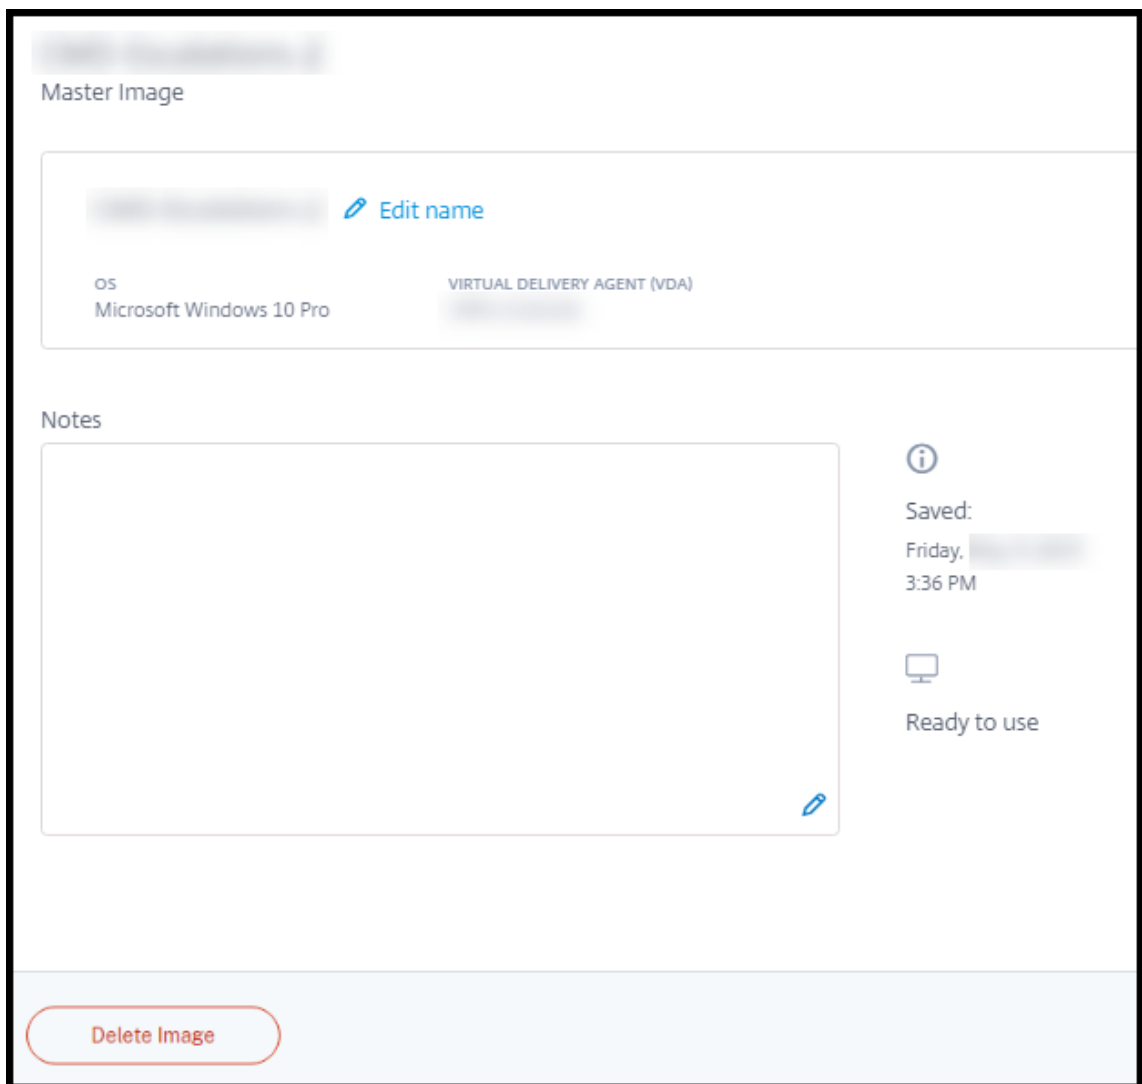 Master Image
Edit name
OS
VIRTUAL DELIVERY AGENT (VDA)
Microsoft Windows 10 Pro
Notes
Saved:
Friday,
3:36 PM
Ready to use
Delete Image